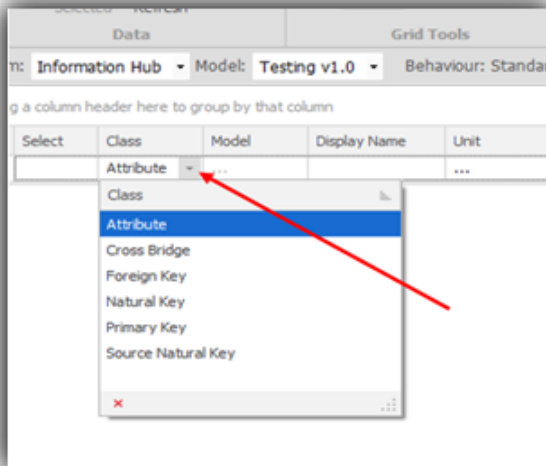 Selected Refresh
Data Grid Tools
m: Information Hub Model: Testing v1.0 Behaviour: Standa
g a column header here to group by that column
Select Class Model Display Name Unit
Attribute ... ...
Class
Attribute
Cross Bridge
Foreign Key
Natural Key
Primary Key
Source Natural Key